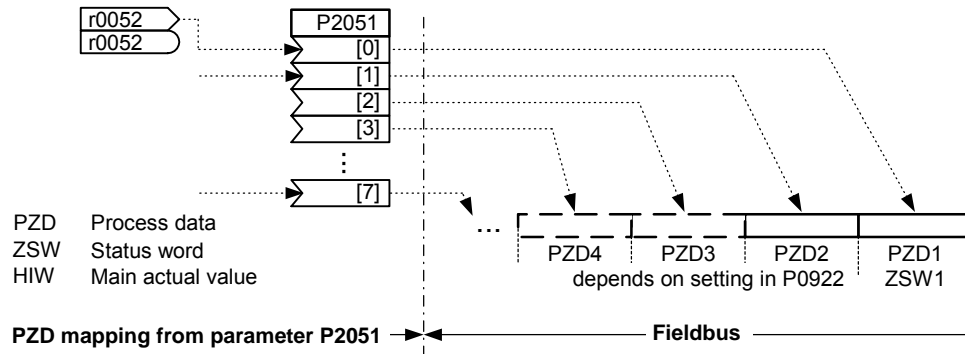 r0052
r0052
P2051
[0]
[1]
[2]
[3]
⋮
[7]
...
PZD Process data
ZSW Status word
HIW Main actual value
PZD4 PZD3 PZD2 PZD1
depends on setting in P0922 ZSW1
PZD mapping from parameter P2051 Fieldbus